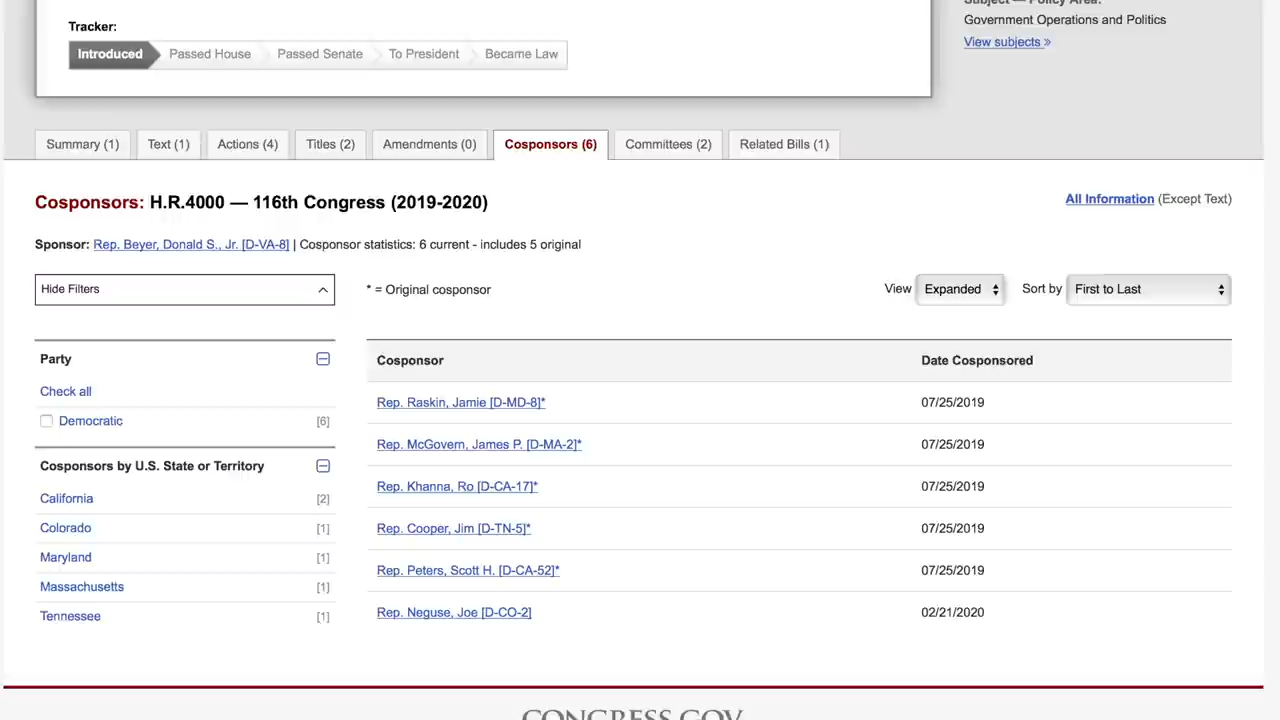 Subject — Policy Area:
Tracker:
Government Operations and Politics
View subjects »
Introduced Passed House Passed Senate To President Became Law
Summary (1) Text (1) Actions (4) Titles (2) Amendments (0) Cosponsors (6) Committees (2) Related Bills (1)
Cosponsors: H.R.4000 — 116th Congress (2019-2020)
All Information (Except Text)
Sponsor: Rep. Beyer, Donald S., Jr. [D-VA-8] | Cosponsor statistics: 6 current - includes 5 original
Hide Filters
* = Original cosponsor
View Expanded Sort by First to Last
Party
Check all
Democratic [6]
Cosponsors by U.S. State or Territory
California [2]
Colorado [1]
Maryland [1]
Massachusetts [1]
Tennessee [1]
Cosponsor Date Cosponsored
Rep. Raskin, Jamie [D-MD-8]* 07/25/2019
Rep. McGovern, James P. [D-MA-2]* 07/25/2019
Rep. Khanna, Ro [D-CA-17]* 07/25/2019
Rep. Cooper, Jim [D-TN-5]* 07/25/2019
Rep. Peters, Scott H. [D-CA-52]* 07/25/2019
Rep. Neguse, Joe [D-CO-2] 02/21/2020
CONGRESS.GOV